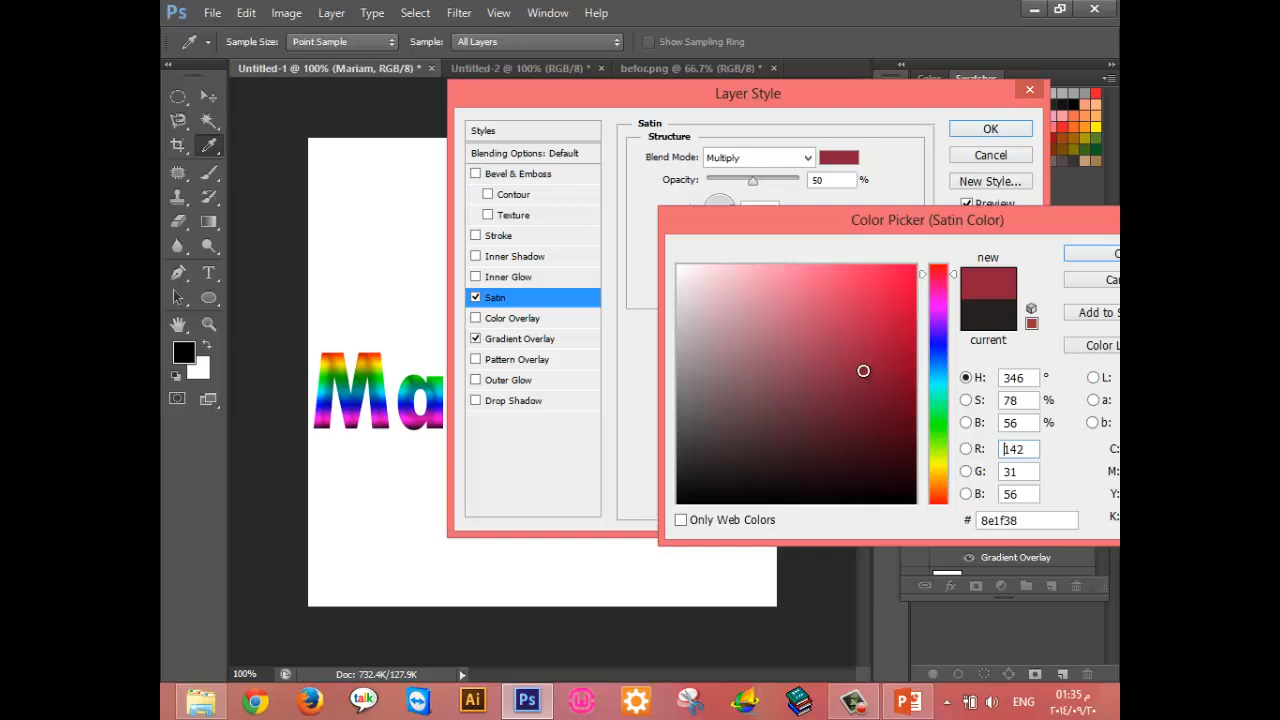 Ps File Edit Image Layer Type Select Filter View Window Help
Sample Size: Point Sample Sample: All Layers Show Sampling Ring
Untitled-1 @ 100% (Mariam, RGB/8) * × Untitled-2 @ 100% (RGB/8) * × befor.png @ 66.7% (RGB/8) * ×
Color Swatches
Layer Style
Styles
Blending Options: Default
Bevel & Emboss
Contour
Texture
Stroke
Inner Shadow
Inner Glow
Satin
Color Overlay
Gradient Overlay
Pattern Overlay
Outer Glow
Drop Shadow
Satin
Structure
Blend Mode: Multiply
Opacity: 50 %
OK
Cancel
New Style...
Preview
Color Picker (Satin Color)
new
current
Add to S
Color L
H: 346 °
S: 78 %
B: 56 %
R: 142
G: 31
B: 56
# 8e1f38
L:
a:
b:
C:
M:
Y:
K:
Only Web Colors
Ma
Gradient Overlay
fx
100% Doc: 732.4K/127.9K
talk Ai Ps ENG 01:35 م